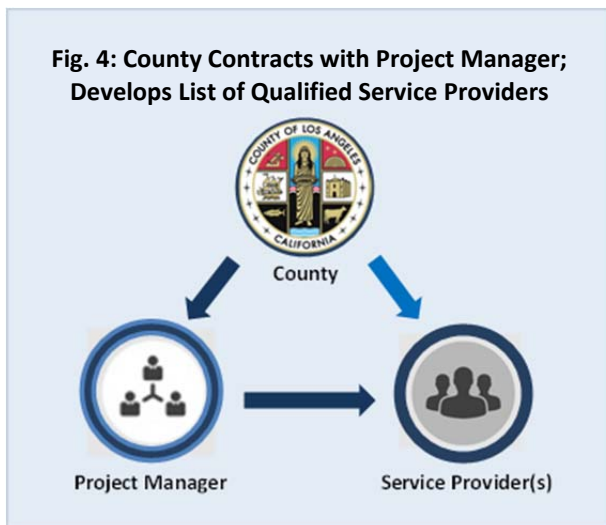 Fig. 4: County Contracts with Project Manager;
Develops List of Qualified Service Providers
COUNTY OF LOS ANGELES
CALIFORNIA
County
Project Manager
Service Provider(s)